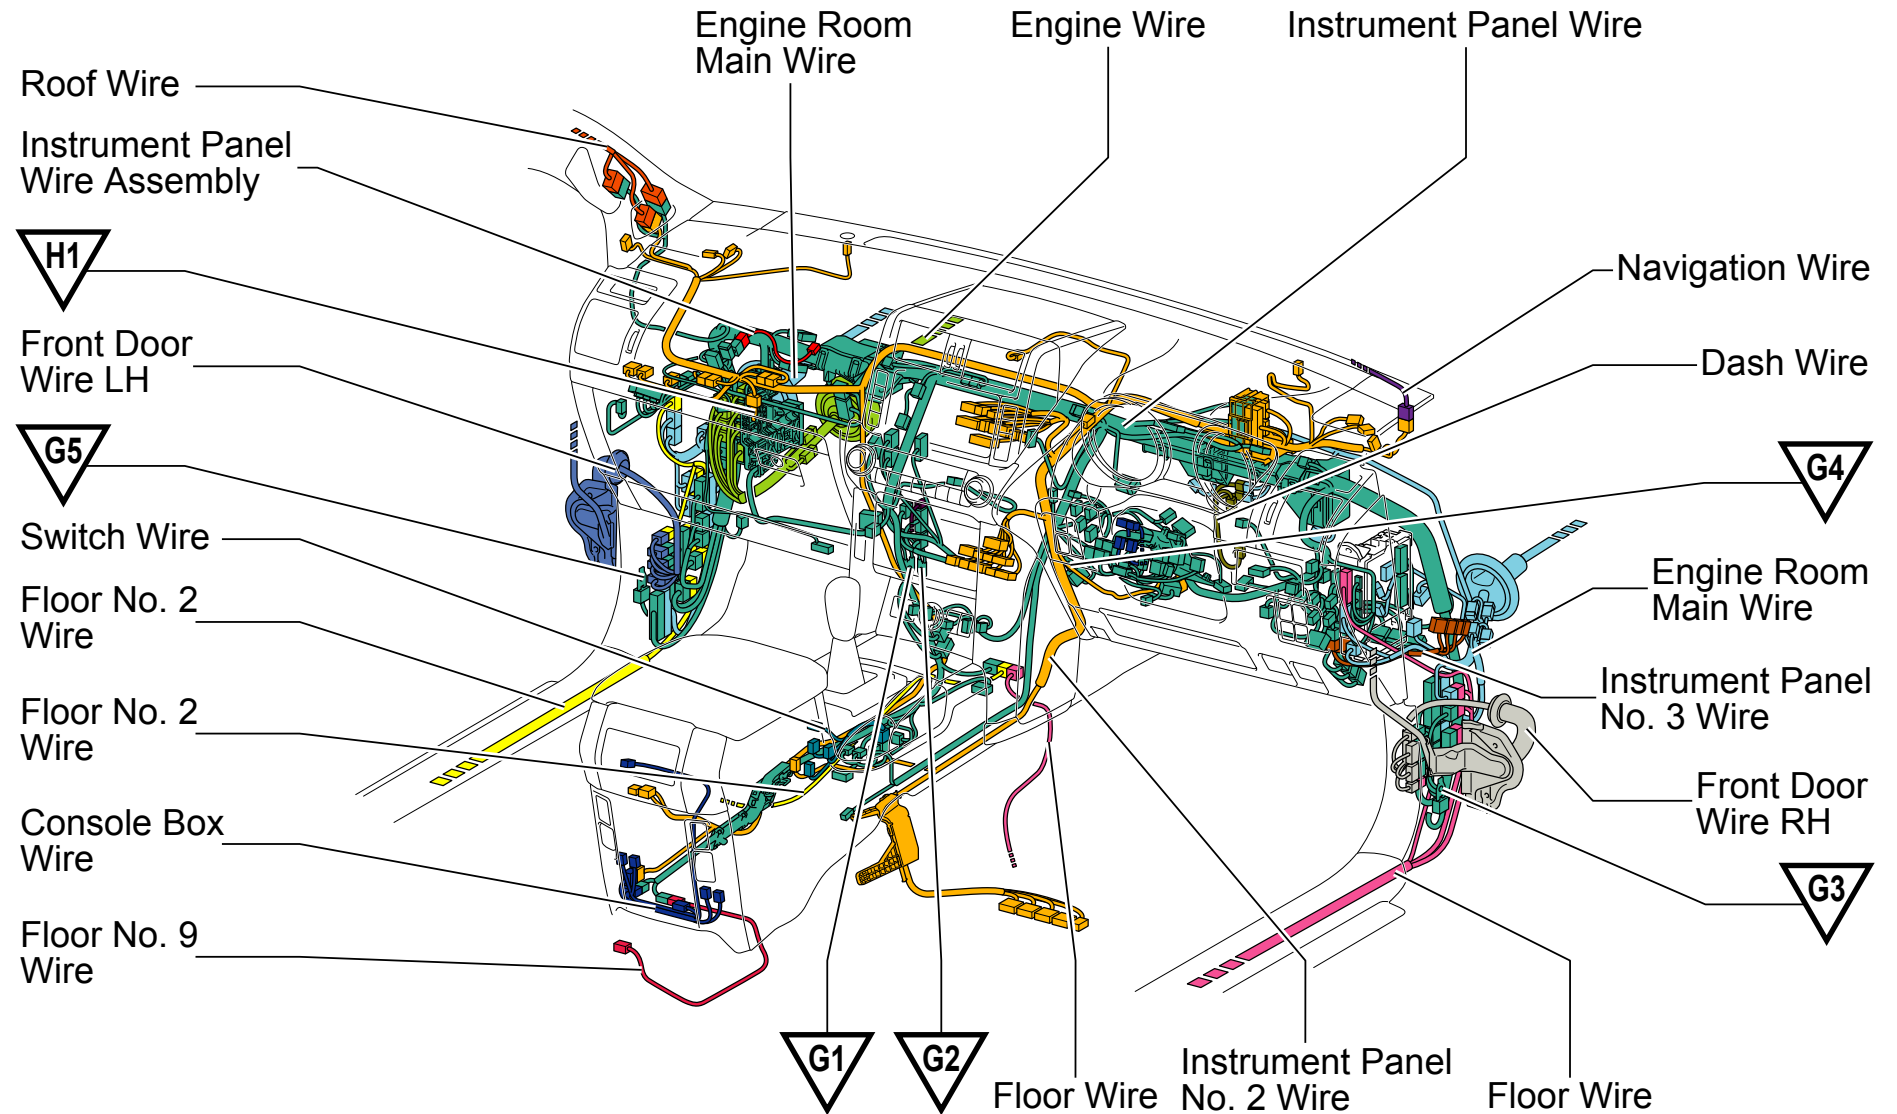 Engine Room
Main Wire
Engine Wire
Instrument Panel Wire
Roof Wire
Instrument Panel
Wire Assembly
H1
Navigation Wire
Front Door
Wire LH
Dash Wire
G5
G4
Switch Wire
Engine Room
Main Wire
Floor No. 2
Wire
Instrument Panel
No. 3 Wire
Floor No. 2
Wire
Front Door
Wire RH
Console Box
Wire
G3
Floor No. 9
Wire
G1
G2
Floor Wire
Instrument Panel
No. 2 Wire
Floor Wire